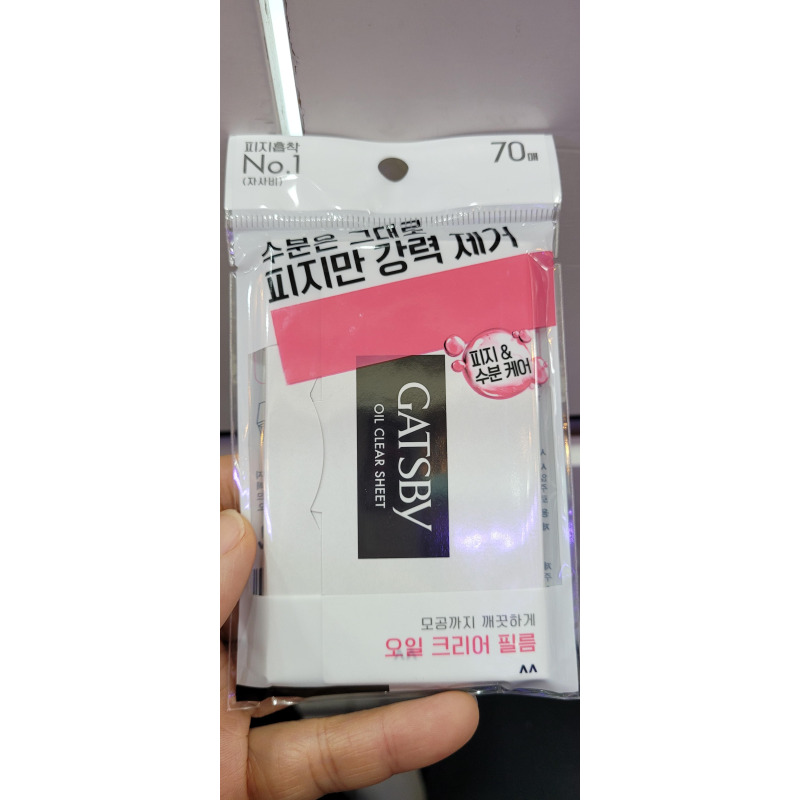 피지흡착
No.1
(자사비)
70매
수분은 그대로
피지만 강력 제거
피지 &
수분 케어
GATSBY
OIL CLEAR SHEET
모공까지 깨끗하게
오일 크리어 필름